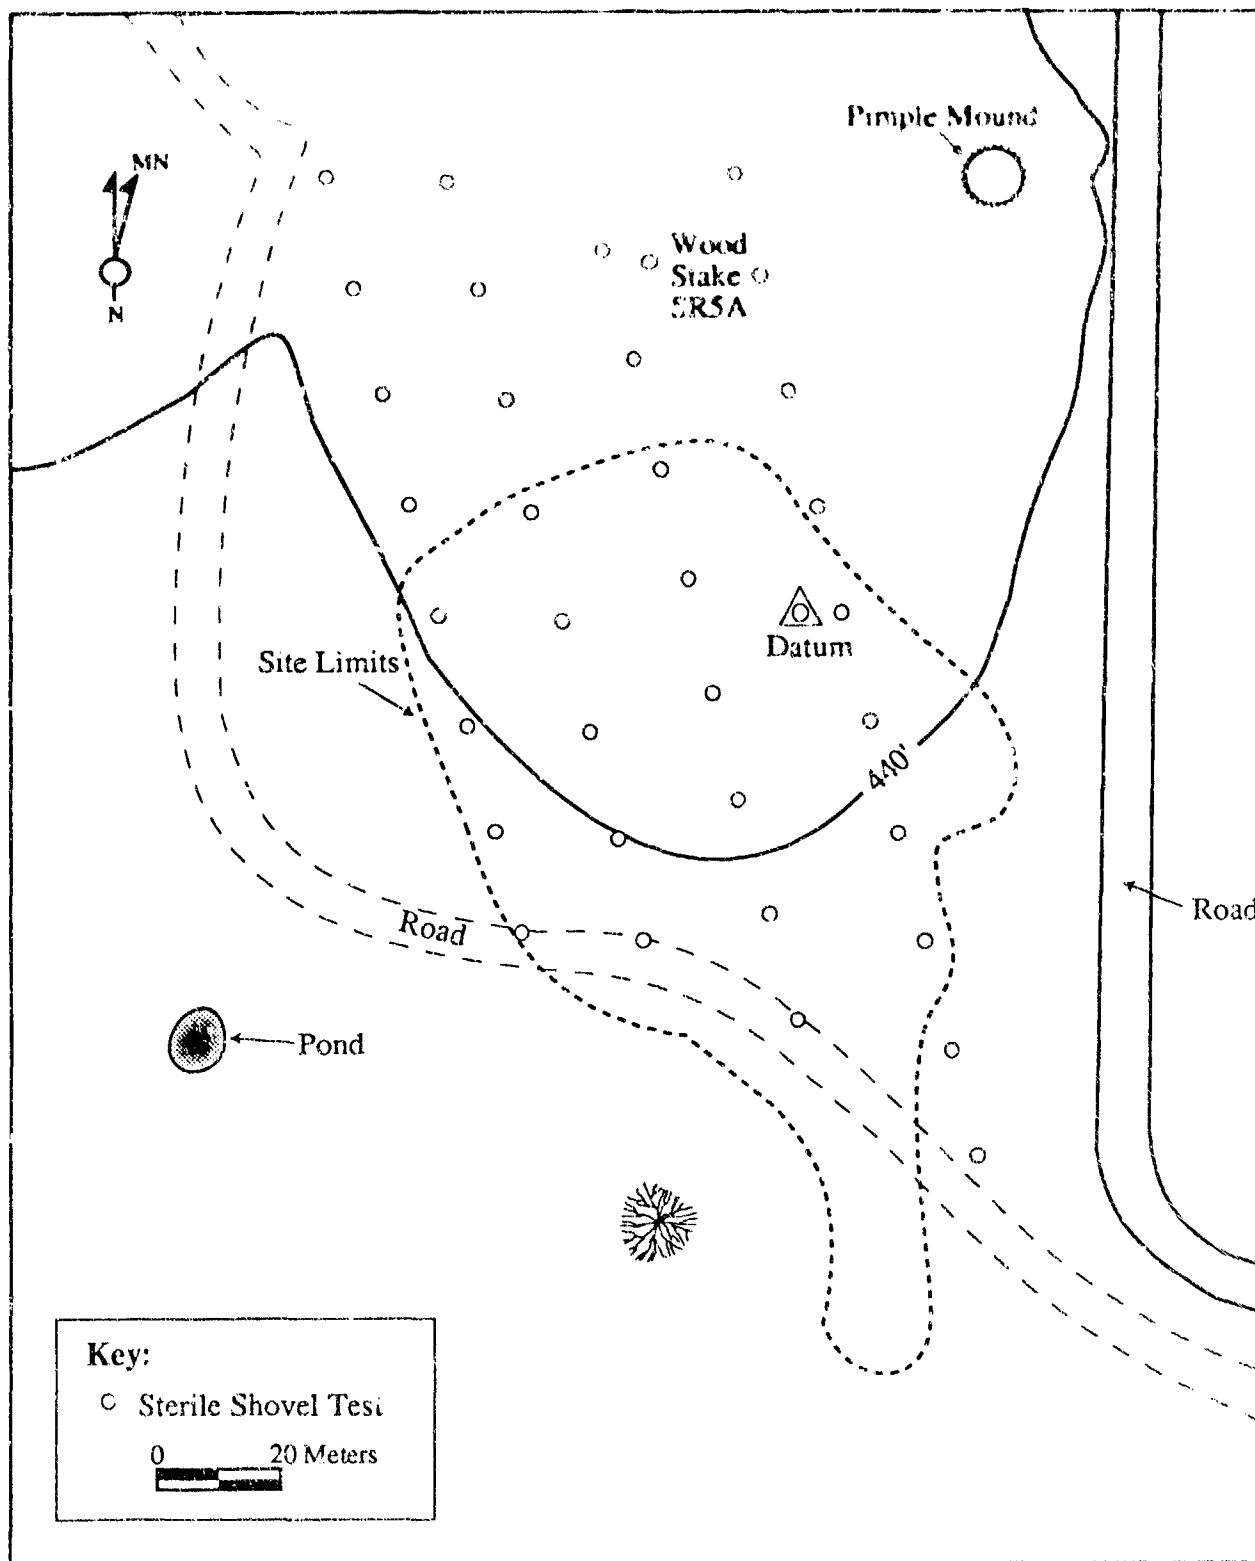 Pimple Mound
MN
N
Wood
Stake
SR5A
Datum
Site Limits
440'
Road
Road
Pond
Key:
Sterile Shovel Test
0 20 Meters